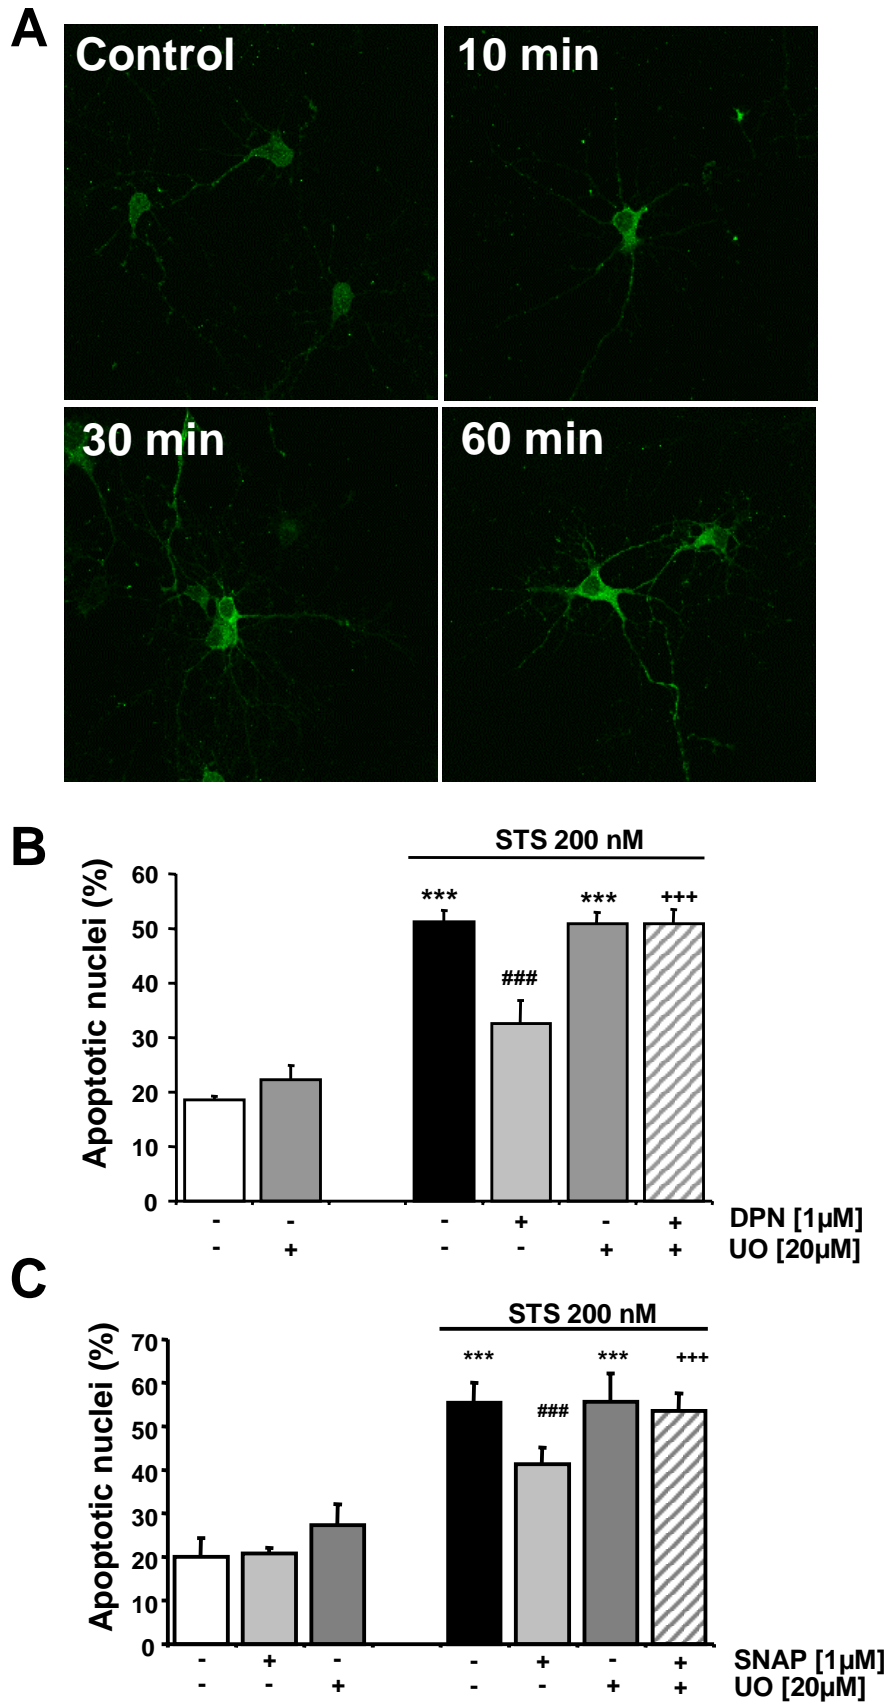 A
Control
10 min
30 min
60 min
B
STS 200 nM
Apoptotic nuclei (%)
60
50
40
30
20
10
0
***
###
***
+++
- - - + - + DPN [1µM]
- + - - + + UO [20µM]
C
STS 200 nM
Apoptotic nuclei (%)
70
60
50
40
30
20
10
0
***
###
***
+++
- + - - + - + SNAP [1µM]
- - + - - + + UO [20µM]